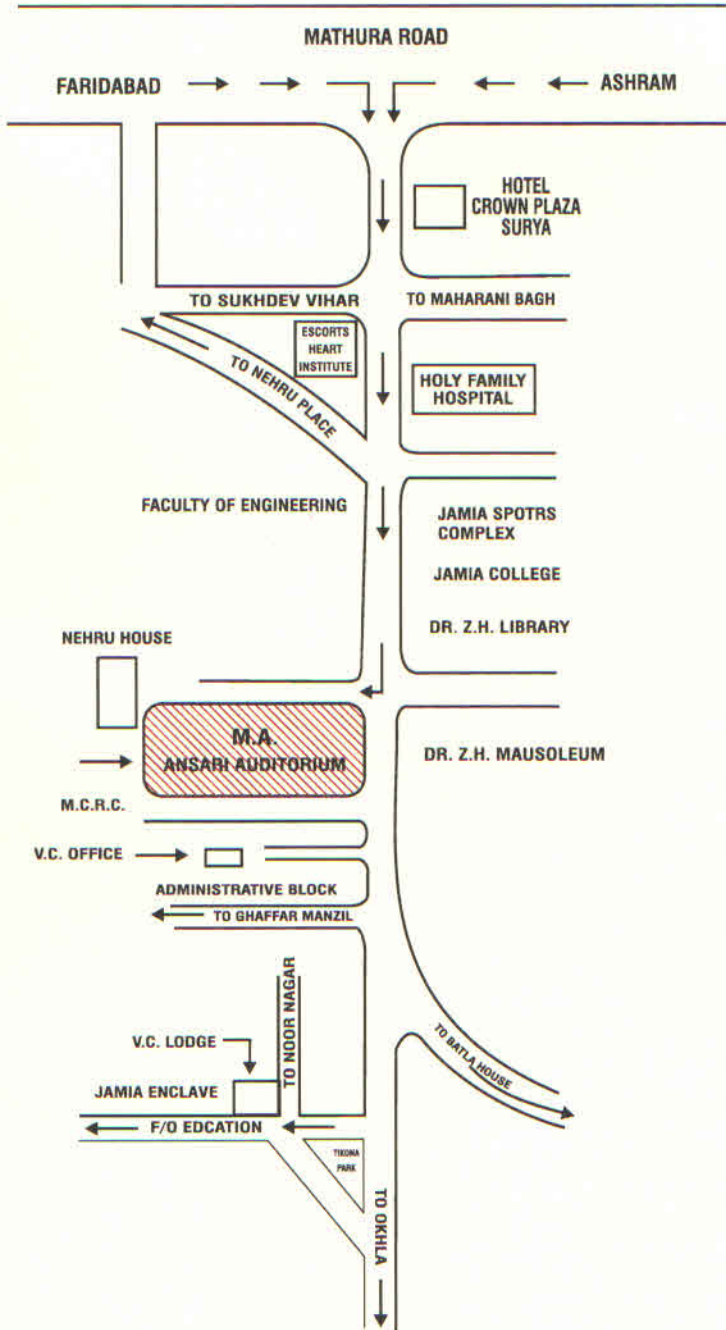 MATHURA ROAD
FARIDABAD
ASHRAM
HOTEL
CROWN PLAZA
SURYA
TO SUKHDEV VIHAR
TO MAHARANI BAGH
ESCORTS
HEART
INSTITUTE
TO NEHRU PLACE
HOLY FAMILY
HOSPITAL
FACULTY OF ENGINEERING
JAMIA SPOTRS
COMPLEX
JAMIA COLLEGE
DR. Z.H. LIBRARY
NEHRU HOUSE
M.A.
ANSARI AUDITORIUM
DR. Z.H. MAUSOLEUM
M.C.R.C.
V.C. OFFICE
ADMINISTRATIVE BLOCK
TO GHAFFAR MANZIL
TO NOOR NAGAR
TO BATLA HOUSE
V.C. LODGE
JAMIA ENCLAVE
F/O EDCATION
TIKONA
PARK
TO OKHLA